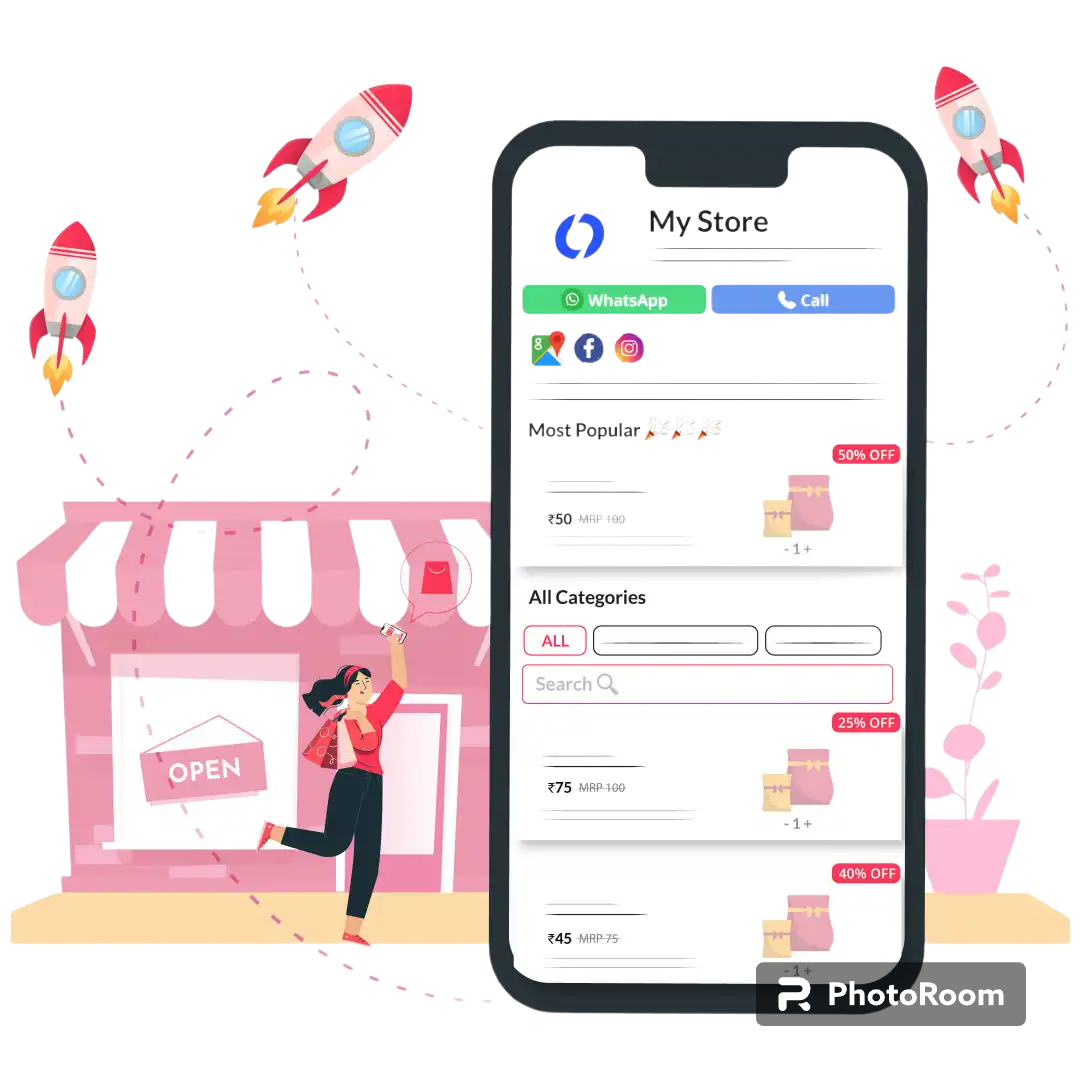 My Store
WhatsApp Call
Most Popular
50% OFF
₹50 MRP 100
- 1 +
All Categories
ALL
Search
25% OFF
₹75 MRP 100
- 1 +
40% OFF
₹45 MRP 75
- 1 +
OPEN
PhotoRoom